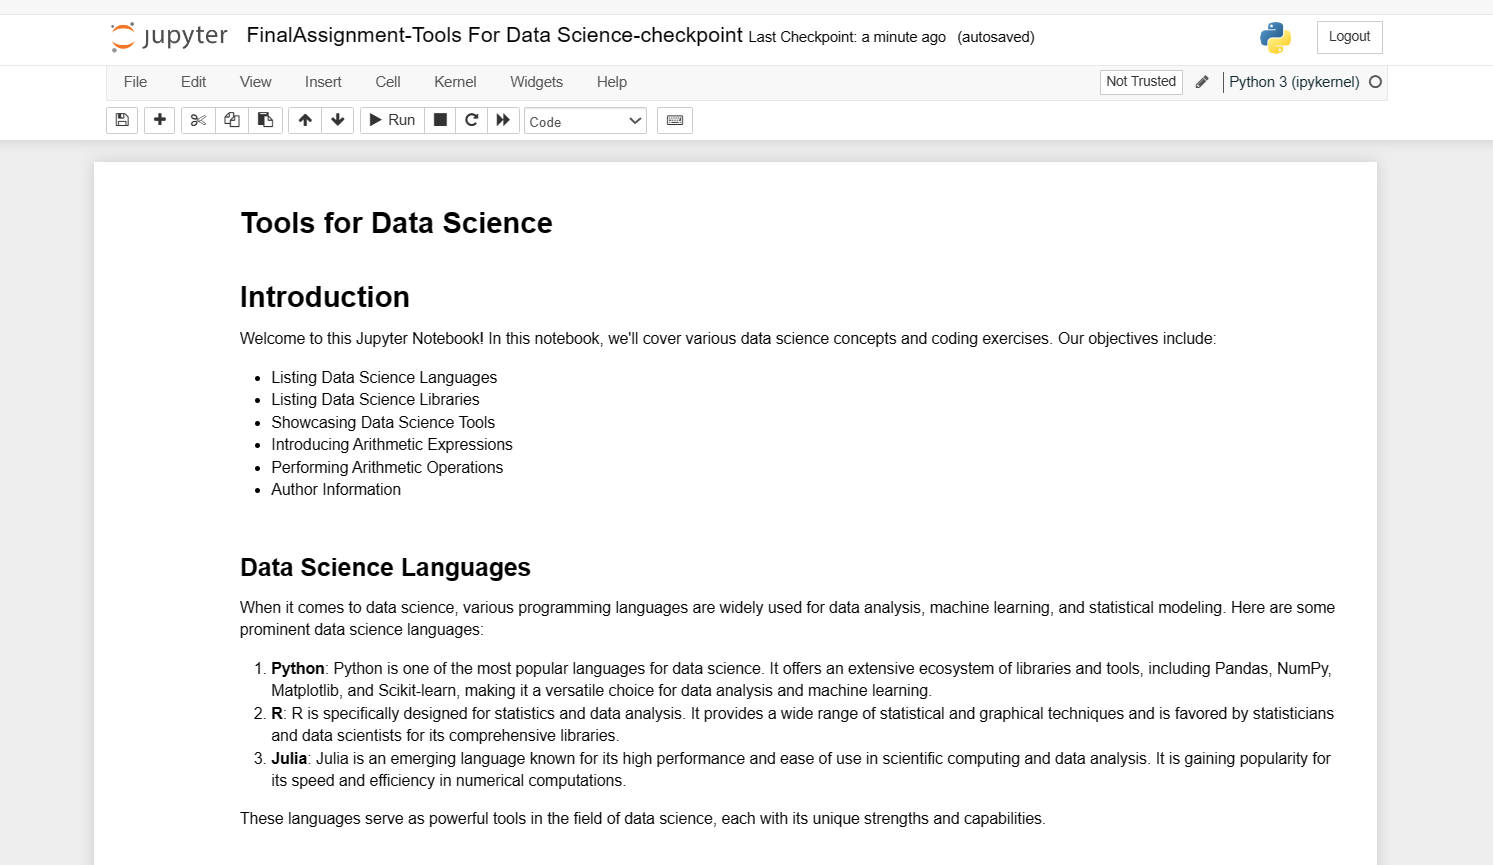 jupyter FinalAssignment-Tools For Data Science-checkpoint Last Checkpoint: a minute ago (autosaved) Logout
File Edit View Insert Cell Kernel Widgets Help Not Trusted Python 3 (ipykernel)
Run Code
Tools for Data Science
Introduction
Welcome to this Jupyter Notebook! In this notebook, we'll cover various data science concepts and coding exercises. Our objectives include:
• Listing Data Science Languages
• Listing Data Science Libraries
• Showcasing Data Science Tools
• Introducing Arithmetic Expressions
• Performing Arithmetic Operations
• Author Information
Data Science Languages
When it comes to data science, various programming languages are widely used for data analysis, machine learning, and statistical modeling. Here are some
prominent data science languages:
1. Python: Python is one of the most popular languages for data science. It offers an extensive ecosystem of libraries and tools, including Pandas, NumPy,
Matplotlib, and Scikit-learn, making it a versatile choice for data analysis and machine learning.
2. R: R is specifically designed for statistics and data analysis. It provides a wide range of statistical and graphical techniques and is favored by statisticians
and data scientists for its comprehensive libraries.
3. Julia: Julia is an emerging language known for its high performance and ease of use in scientific computing and data analysis. It is gaining popularity for
its speed and efficiency in numerical computations.
These languages serve as powerful tools in the field of data science, each with its unique strengths and capabilities.